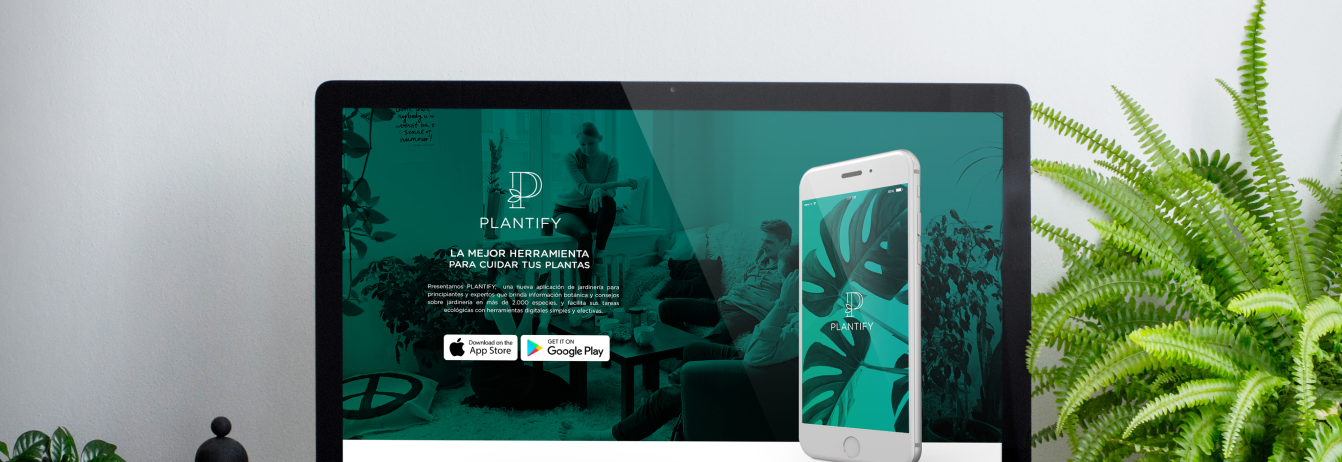 PLANTIFY
LA MEJOR HERRAMIENTA
PARA CUIDAR TUS PLANTAS
Presentamos PLANTIFY, una nueva aplicación de jardinería para
principiantes y expertos que brinda información botánica y consejos
sobre jardinería en más de 2.000 especies, y facilita sus tareas
ecológicas con herramientas digitales simples y efectivas.
Download on the
App Store
GET IT ON
Google Play
PLANTIFY